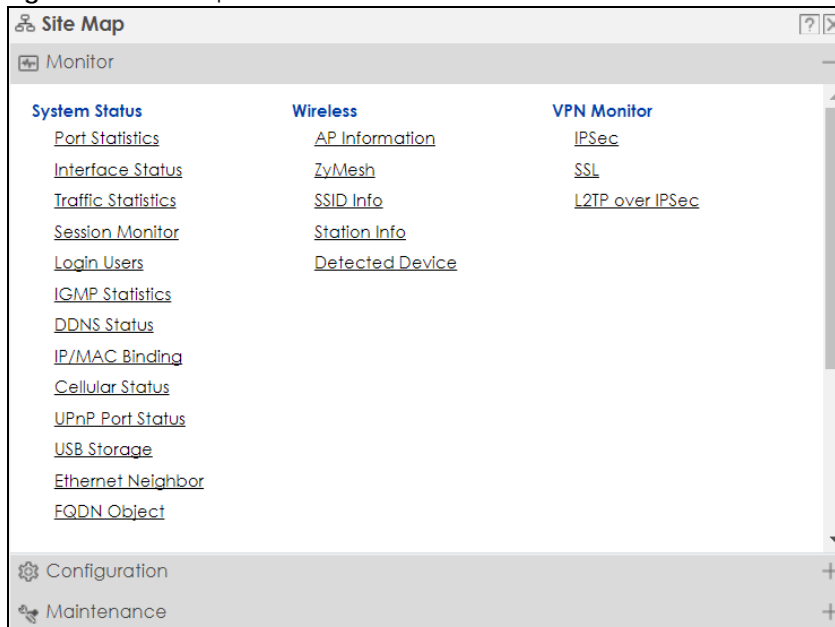 Site Map
Monitor
System Status
Port Statistics
Interface Status
Traffic Statistics
Session Monitor
Login Users
IGMP Statistics
DDNS Status
IP/MAC Binding
Cellular Status
UPnP Port Status
USB Storage
Ethernet Neighbor
FQDN Object
Wireless
AP Information
ZyMesh
SSID Info
Station Info
Detected Device
VPN Monitor
IPSec
SSL
L2TP over IPSec
Configuration
Maintenance